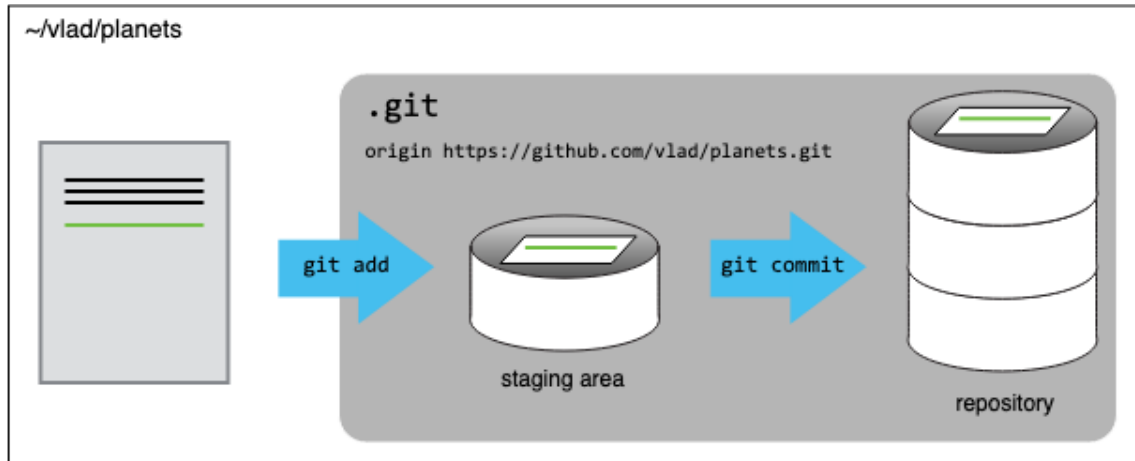 ~/vlad/planets
.git
origin https://github.com/vlad/planets.git
git add
git commit
staging area
repository